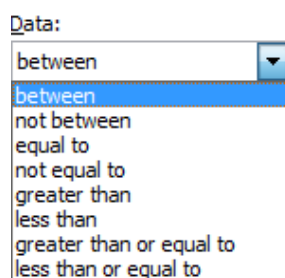 Data:
between
between
not between
equal to
not equal to
greater than
less than
greater than or equal to
less than or equal to